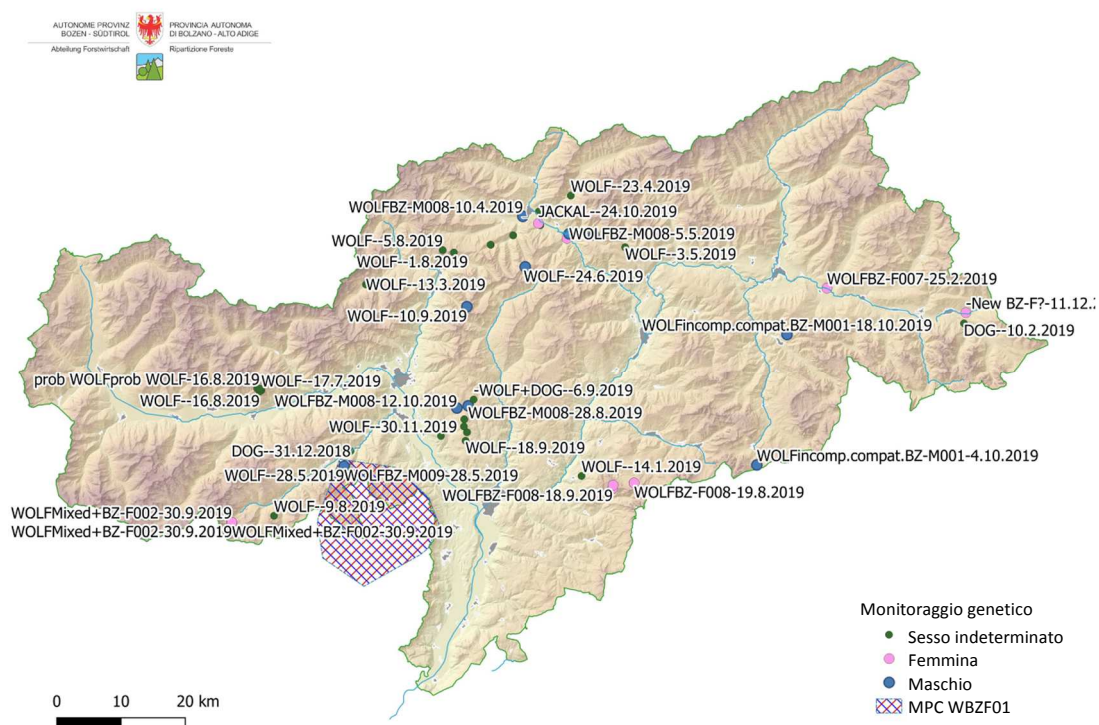 AUTONOME PROVINZ
BOZEN - SÜDTIROL
PROVINCIA AUTONOMA
DI BOLZANO - ALTO ADIGE
Abteilung Forstwirtschaft
Ripartizione Foreste
WOLF--23.4.2019
WOLFBZ-M008-10.4.2019
JACKAL--24.10.2019
WOLF--5.8.2019
WOLFBZ-M008-5.5.2019
WOLF--3.5.2019
WOLF--1.8.2019
WOLF--24.6.2019
WOLF--13.3.2019
WOLFBZ-F007-25.2.2019
-New BZ-F?-11.12.2
WOLF--10.9.2019
WOLFincomp.compat.BZ-M001-18.10.2019
DOG--10.2.2019
prob WOLFprob WOLF-16.8.2019
WOLF--17.7.2019
WOLF--16.8.2019
WOLFBZ-M008-12.10.2019
-WOLF+DOG--6.9.2019
WOLFBZ-M008-28.8.2019
WOLF--30.11.2019
WOLF--18.9.2019
DOG--31.12.2018
WOLF--14.1.2019
WOLFincomp.compat.BZ-M001-4.10.2019
WOLF--28.5.2019WOLFBZ-M009-28.5.2019
WOLFBZ-F008-18.9.2019
WOLFBZ-F008-19.8.2019
WOLF--9.8.2019
WOLFMixed+BZ-F002-30.9.2019
WOLFMixed+BZ-F002-30.9.2019WOLFMixed+BZ-F002-30.9.2019
Monitoraggio genetico
Sesso indeterminato
Femmina
Maschio
MPC WBZF01
0 10 20 km